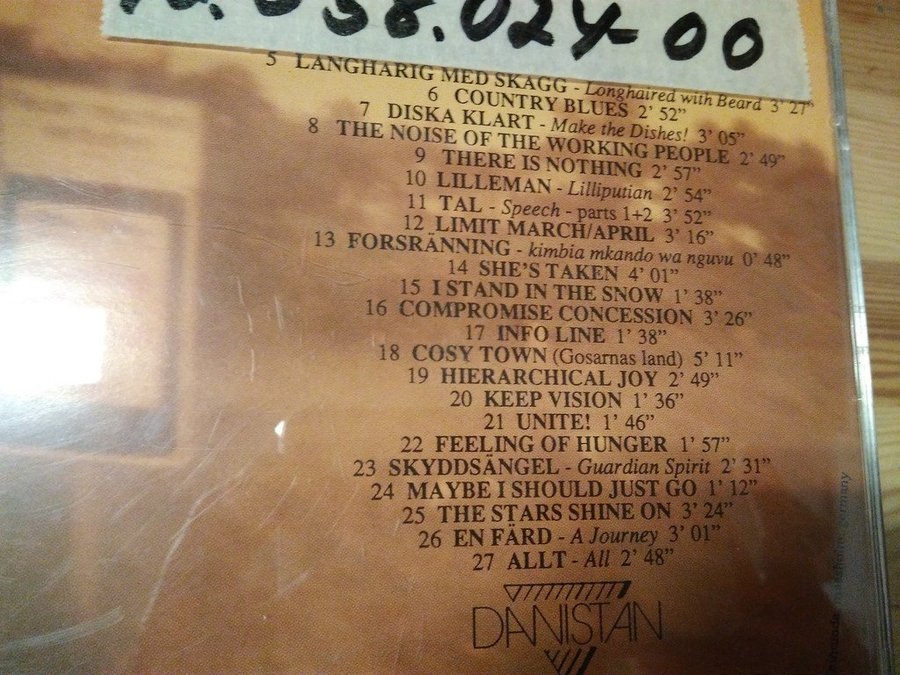 .058.024-00
5 LÅNGHÅRIG MED SKÄGG - Longhaired with Beard 3' 27"
6 COUNTRY BLUES 2' 52"
7 DISKA KLART - Make the Dishes! 3' 05"
8 THE NOISE OF THE WORKING PEOPLE 2' 49"
9 THERE IS NOTHING 2' 57"
10 LILLEMAN - Lilliputian 2' 54"
11 TAL - Speech - parts 1+2 3' 52"
12 LIMIT MARCH/APRIL 3' 16"
13 FORSRÄNNING - kimbia mkando wa nguvu 0' 48"
14 SHE'S TAKEN 4' 01"
15 I STAND IN THE SNOW 1' 38"
16 COMPROMISE CONCESSION 3' 26"
17 INFO LINE 1' 38"
18 COSY TOWN (Gosarnas land) 5' 11"
19 HIERARCHICAL JOY 2' 49"
20 KEEP VISION 1' 36"
21 UNITE! 1' 46"
22 FEELING OF HUNGER 1' 57"
23 SKYDDSÄNGEL - Guardian Spirit 2' 31"
24 MAYBE I SHOULD JUST GO 1' 12"
25 THE STARS SHINE ON 3' 24"
26 EN FÄRD - A Journey 3' 01"
27 ALLT - All 2' 48"
DANISTAN
Germany